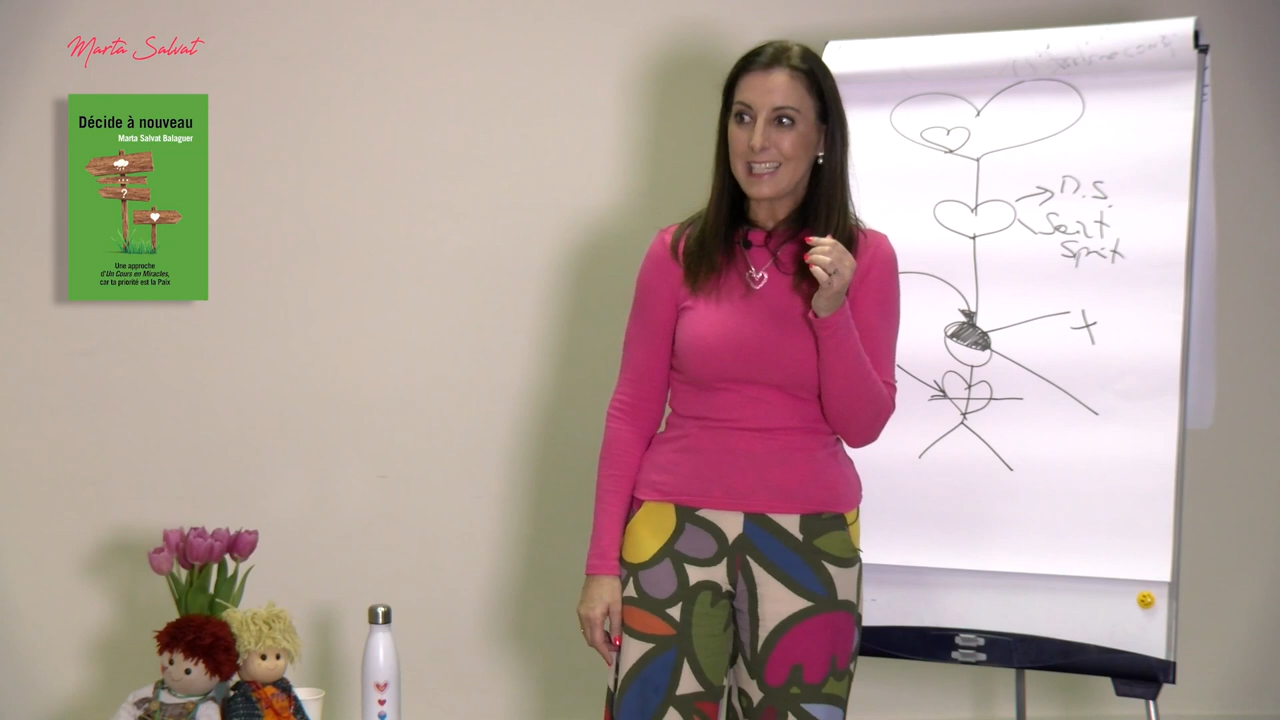 Marta Salvat
Décide à nouveau
Marta Salvat Balaguer
?
Une approche
d'Un Cours en Miracles,
car ta priorité est la Paix
Saint
Sprit
+